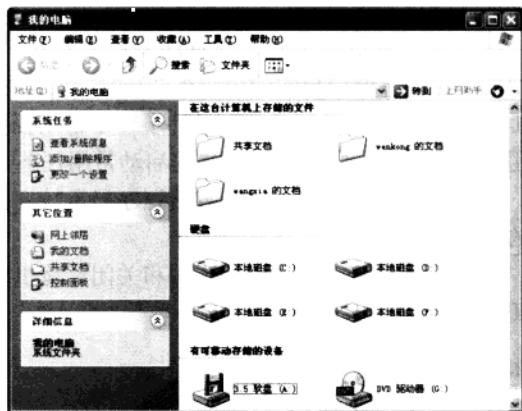 我的电脑
文件(F) 编辑(E) 查看(V) 收藏(A) 工具(T) 帮助(H)
搜索 文件夹
地址(D) 我的电脑 转到 上网助手
系统任务
查看系统信息
添加/删除程序
更改一个设置
其它位置
网上邻居
我的文档
共享文档
控制面板
详细信息
我的电脑
系统文件夹
在这台计算机上存储的文件
共享文档
wenkong 的文档
wangxia 的文档
硬盘
本地磁盘 (C:)
本地磁盘 (D:)
本地磁盘 (E:)
本地磁盘 (F:)
有可移动存储的设备
3.5 软盘 (A:)
DVD 驱动器 (G:)